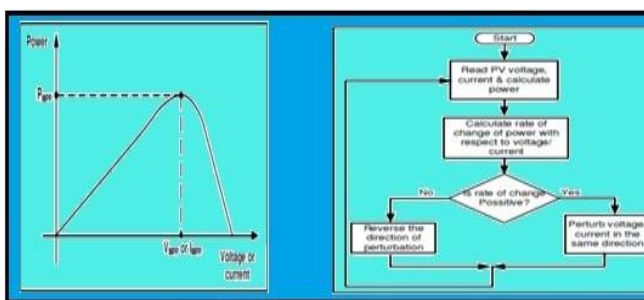 Power
Pmpp
Vmpp or Impp
Voltage or
current
Start
Read PV voltage,
current & calculate
power
Calculate rate of
change of power with
respect to voltage/
current
Is rate of change
Possitive?
No
Yes
Reverse the
direction of
perturbation
Perturb voltage/
current in the
same direction